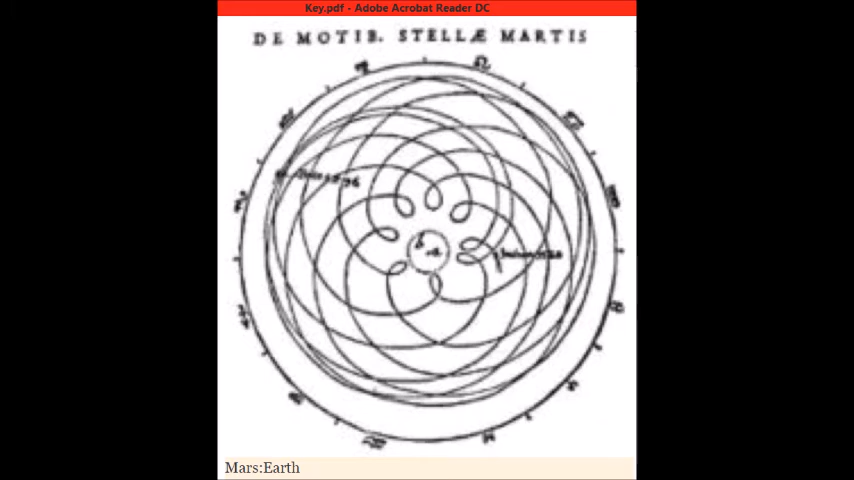 Key.pdf - Adobe Acrobat Reader DC
DE MOTIB. STELLÆ MARTIS
b
a
Mars:Earth